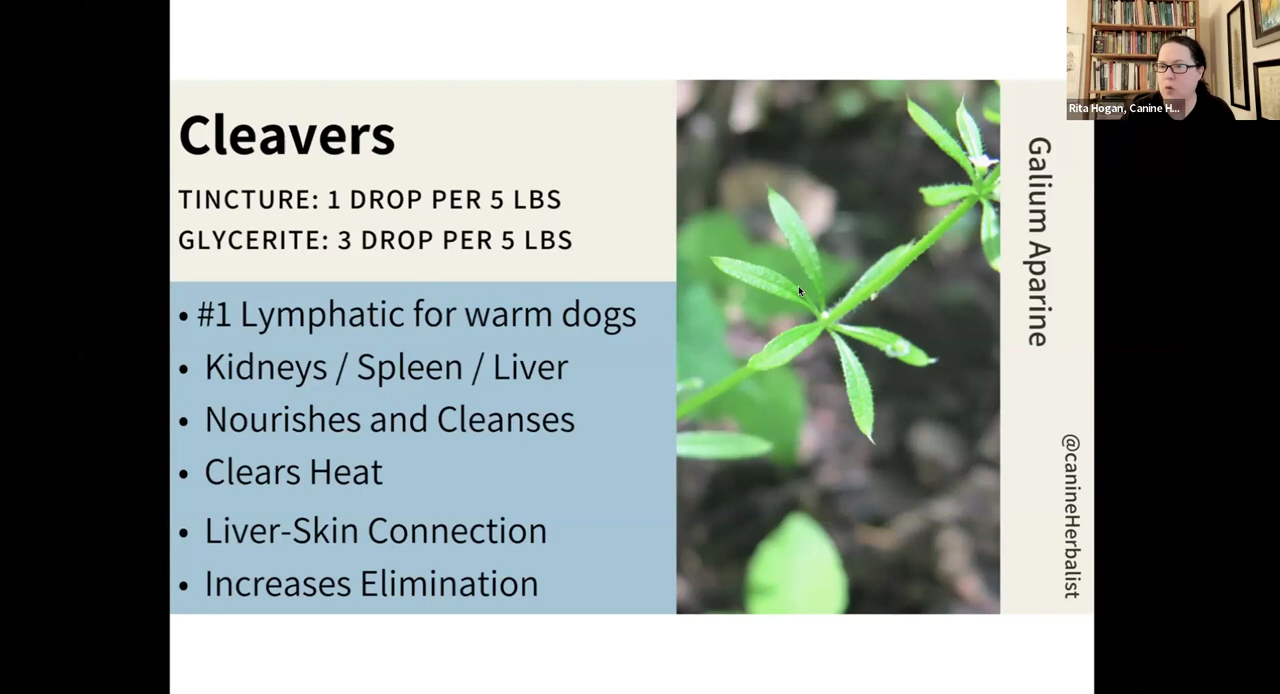 Cleavers
TINCTURE: 1 DROP PER 5 LBS
GLYCERITE: 3 DROP PER 5 LBS
• #1 Lymphatic for warm dogs
• Kidneys / Spleen / Liver
• Nourishes and Cleanses
• Clears Heat
• Liver-Skin Connection
• Increases Elimination
Galium Aparine
@canineHerbalist
Rita Hogan, Canine H...